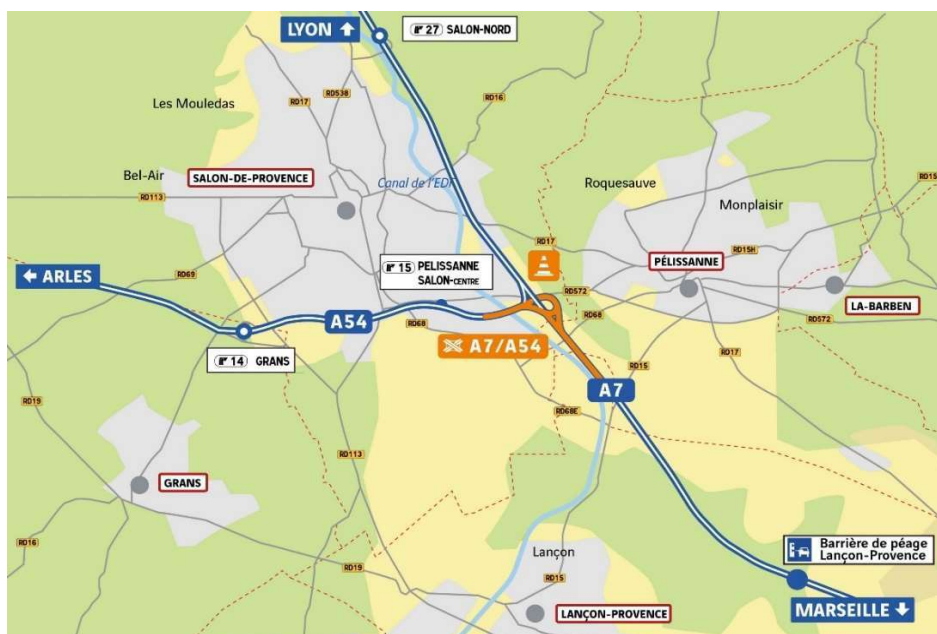 LYON ↑
27 SALON-NORD
Les Mouledas
RD17
RD538
RD16
Bel-Air
SALON-DE-PROVENCE
Canal de l'EDF
Roquesauve
Monplaisir
RD15
RD113
RD17
RD15H
← ARLES
RD69
15 PELISSANNE
SALON-CENTRE
PÉLISSANNE
LA-BARBEN
RD572
RD68
RD572
A54
RD68
A7/A54
14 GRANS
RD17
RD15
A7
RD19
RD68E
RD113
GRANS
RD16
Barrière de péage
Lançon-Provence
Lançon
RD19
RD15
LANÇON-PROVENCE
MARSEILLE ↓